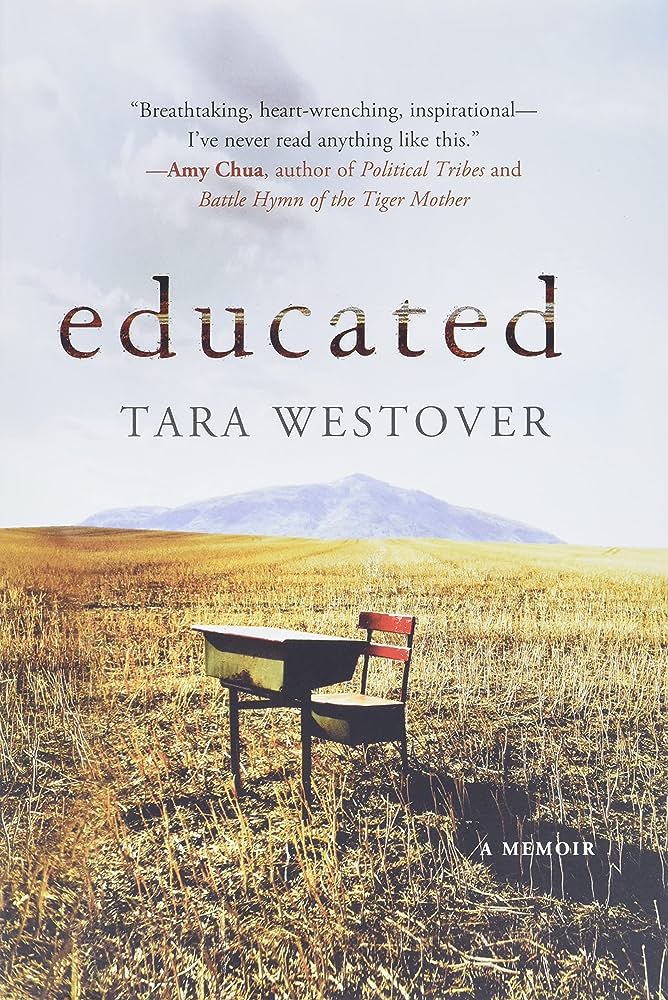 “Breathtaking, heart-wrenching, inspirational—
I’ve never read anything like this.”
—Amy Chua, author of Political Tribes and
Battle Hymn of the Tiger Mother
educated
TARA WESTOVER
A MEMOIR